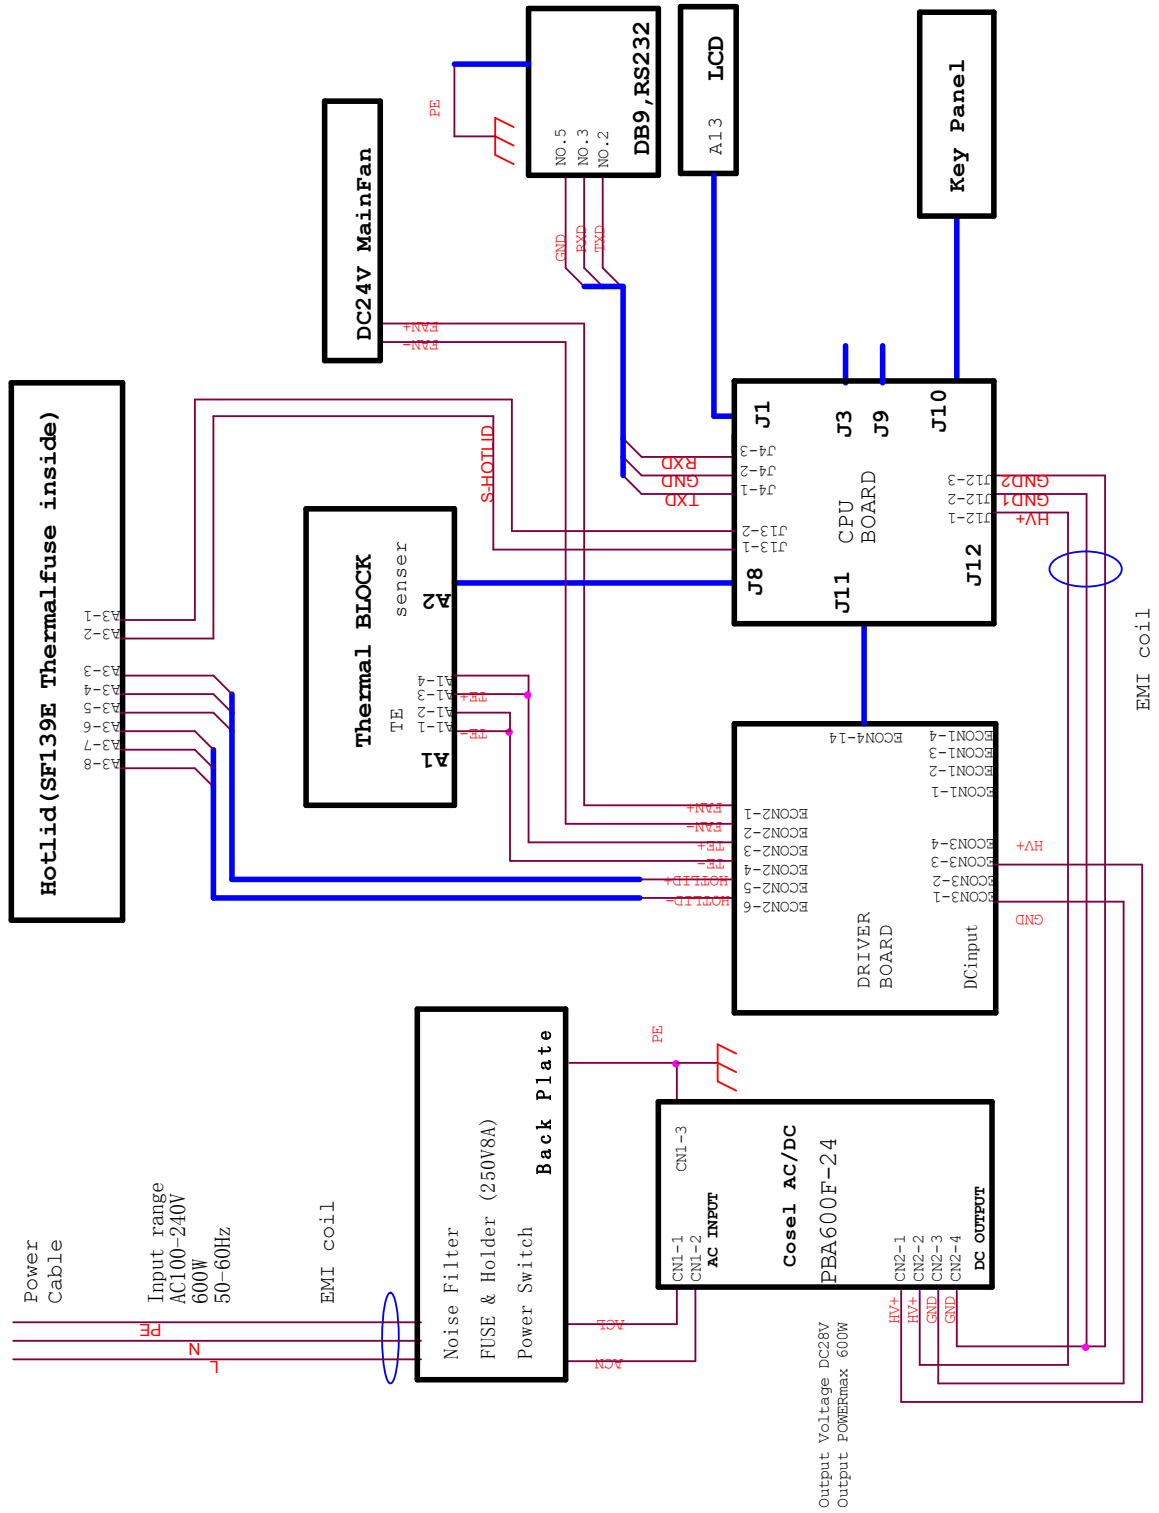 Hotlid(SF139E Thermalfuse inside)
A3-1
A3-2
A3-3
A3-4
A3-5
A3-6
A3-7
A3-8
DC24V MainFan
FAN+
FAN-
PE
NO.5
NO.3
NO.2
DB9,RS232
GND
RXD
TXD
A13 LCD
Key Panel
S-HOTLID
Thermal BLOCK
senser
A2
TE
A1-4
A1-3
A1-2
A1-1
A1
TE+
TE-
J1
J3
J9
J10
J4-3
J4-2
J4-1
RXD
GND
TXD
J13-2
J13-1
J8
J11
CPU
BOARD
J12
J12-3
J12-2
J12-1
GND2
GND1
HV+
EMI coil
ECON4-14
ECON1-4
ECON1-3
ECON1-2
ECON1-1
ECON3-4
ECON3-3
ECON3-2
ECON3-1
HV+
GND
ECON2-1
ECON2-2
ECON2-3
ECON2-4
ECON2-5
ECON2-6
FAN+
FAN-
TE+
TE-
HOTLID+
HOTLID-
DRIVER
BOARD
DCinput
Power
Cable
Input range
AC100-240V
600W
50-60Hz
EMI coil
PE
N
L
Noise Filter
FUSE & Holder (250V8A)
Power Switch
Back Plate
PE
ACL
ACN
CN1-3
CN1-1
CN1-2
AC INPUT
Cosel AC/DC
PBA600F-24
CN2-1
CN2-2
CN2-3
CN2-4
DC OUTPUT
HV+
HV+
GND
GND
Output Voltage DC28V
Output POWERmax 600W